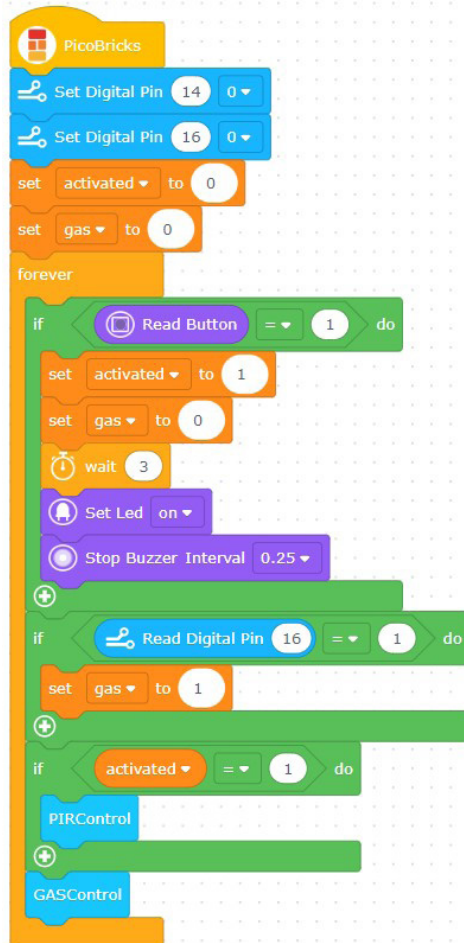 PicoBricks
Set Digital Pin 14 0
Set Digital Pin 16 0
set activated to 0
set gas to 0
forever
if Read Button = 1 do
set activated to 1
set gas to 0
wait 3
Set Led on
Stop Buzzer Interval 0.25
if Read Digital Pin 16 = 1 do
set gas to 1
if activated = 1 do
PIRControl
GASControl